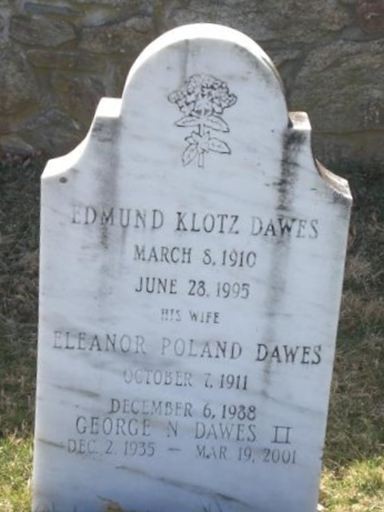 EDMUND KLOTZ DAWES
MARCH 8, 1910
JUNE 28, 1995
HIS WIFE
ELEANOR POLAND DAWES
OCTOBER 7, 1911
DECEMBER 6, 1988
GEORGE N DAWES II
DEC. 2, 1935 — MAR 19, 2001